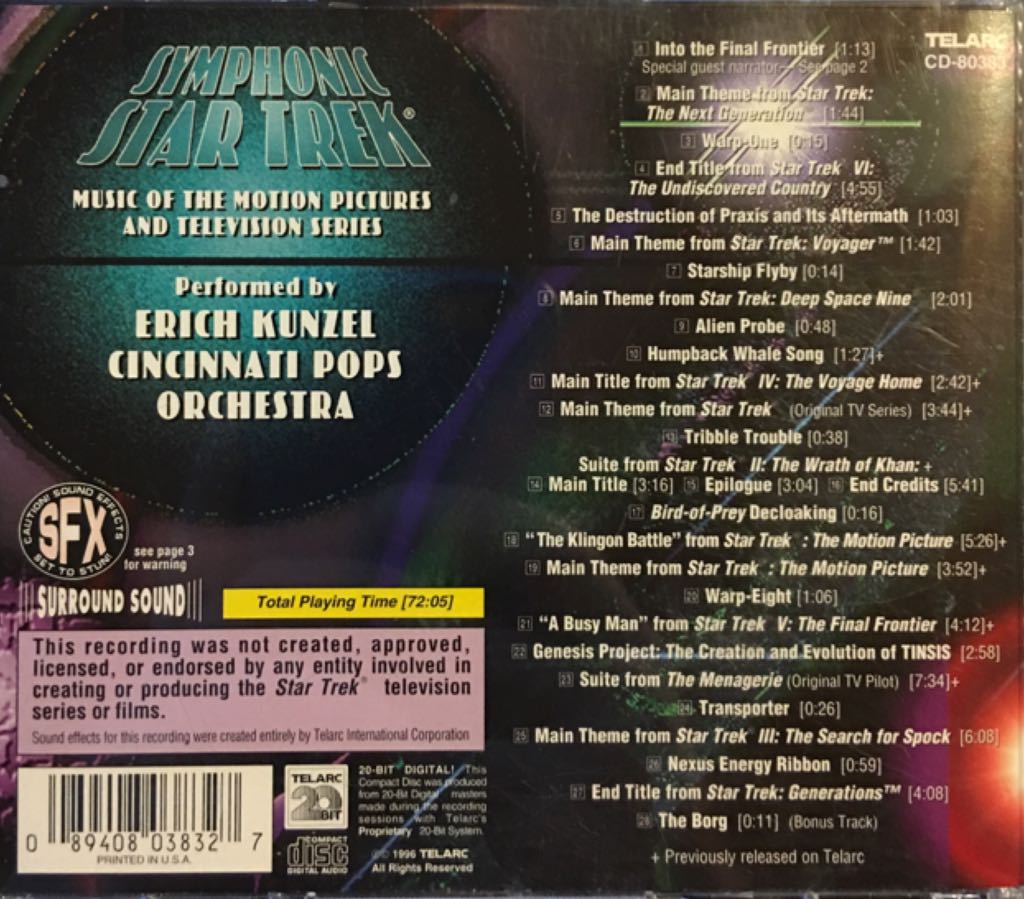 SYMPHONIC
STAR TREK®
MUSIC OF THE MOTION PICTURES
AND TELEVISION SERIES
Performed by
ERICH KUNZEL
CINCINNATI POPS
ORCHESTRA
CAUTION! SOUND EFFECTS
SFX
SET TO STUN!
see page 3
for warning
SURROUND SOUND
Total Playing Time [72:05]
This recording was not created, approved,
licensed, or endorsed by any entity involved in
creating or producing the Star Trek® television
series or films.
Sound effects for this recording were created entirely by Telarc International Corporation
0 89408 03832 7
PRINTED IN U.S.A.
TELARC
20
BIT
COMPACT
disc
DIGITAL AUDIO
20-BIT DIGITAL! This
Compact Disc was produced
from 20-Bit Digital masters
made during the recording
sessions with Telarc's
Proprietary 20-Bit System.
℗© 1996 TELARC
All Rights Reserved
TELARC
CD-80383
1 Into the Final Frontier [1:13]
Special guest narrator— See page 2
2 Main Theme from Star Trek:
The Next Generation [1:44]
3 Warp-One [0:15]
4 End Title from Star Trek VI:
The Undiscovered Country [4:55]
5 The Destruction of Praxis and Its Aftermath [1:03]
6 Main Theme from Star Trek: Voyager™ [1:42]
7 Starship Flyby [0:14]
8 Main Theme from Star Trek: Deep Space Nine [2:01]
9 Alien Probe [0:48]
10 Humpback Whale Song [1:27]+
11 Main Title from Star Trek IV: The Voyage Home [2:42]+
12 Main Theme from Star Trek (Original TV Series) [3:44]+
13 Tribble Trouble [0:38]
Suite from Star Trek II: The Wrath of Khan: +
14 Main Title [3:16] 15 Epilogue [3:04] 16 End Credits [5:41]
17 Bird-of-Prey Decloaking [0:16]
18 "The Klingon Battle" from Star Trek : The Motion Picture [5:26]+
19 Main Theme from Star Trek : The Motion Picture [3:52]+
20 Warp-Eight [1:06]
21 "A Busy Man" from Star Trek V: The Final Frontier [4:12]+
22 Genesis Project: The Creation and Evolution of TINSIS [2:58]
23 Suite from The Menagerie (Original TV Pilot) [7:34]+
24 Transporter [0:26]
25 Main Theme from Star Trek III: The Search for Spock [6:08]
26 Nexus Energy Ribbon [0:59]
27 End Title from Star Trek: Generations™ [4:08]
28 The Borg [0:11] (Bonus Track)
+ Previously released on Telarc